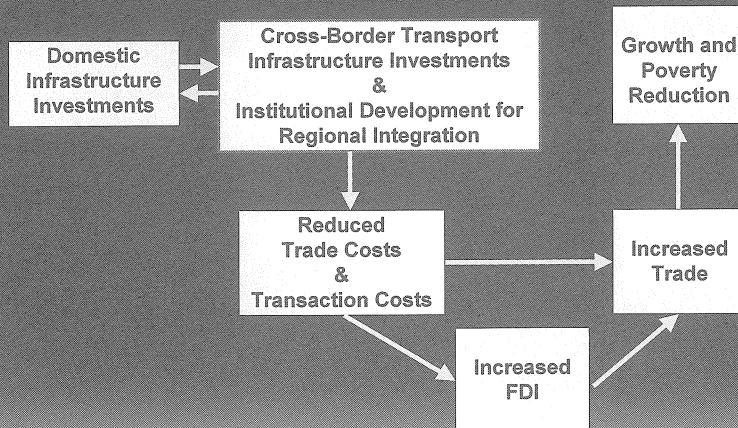 Domestic
Infrastructure
Investments
Cross-Border Transport
Infrastructure Investments
&
Institutional Development for
Regional Integration
Growth and
Poverty
Reduction
Reduced
Trade Costs
&
Transaction Costs
Increased
Trade
Increased
FDI